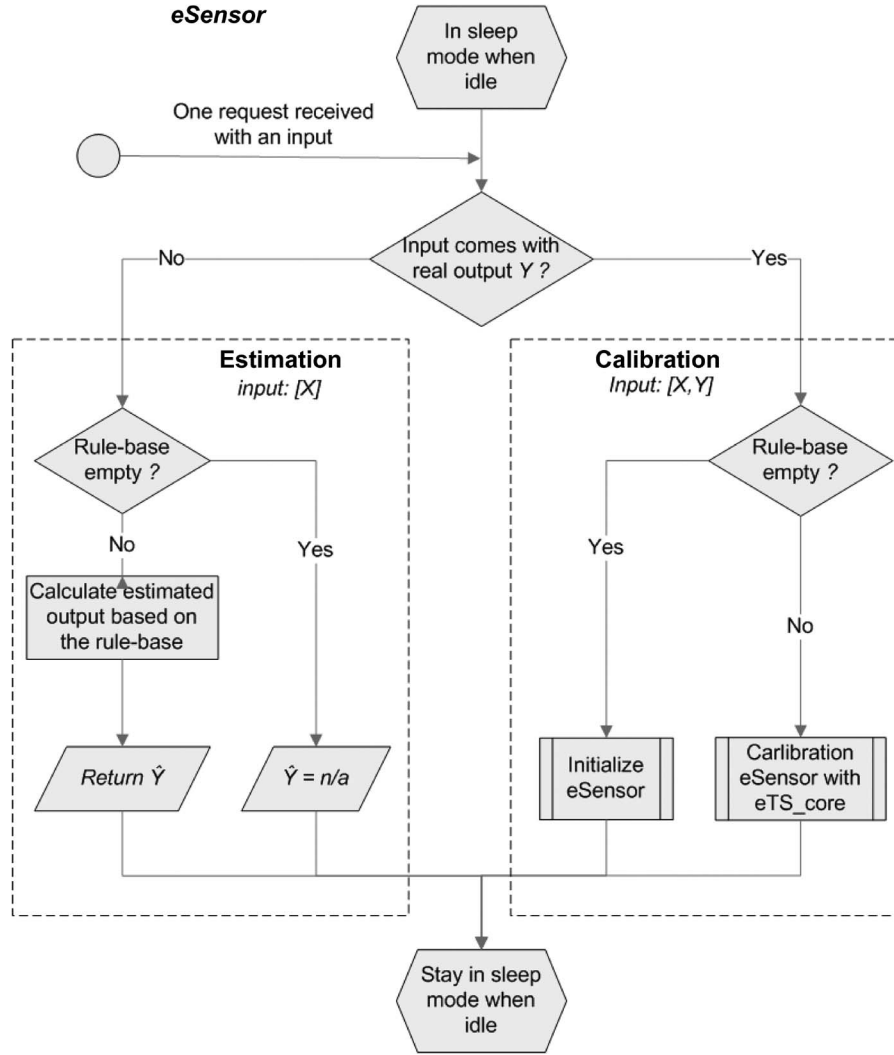 eSensor
In sleep
mode when
idle
One request received
with an input
Input comes with
real output Y ?
No
Yes
Estimation
input: [X]
Rule-base
empty ?
No
Yes
Calculate estimated
output based on
the rule-base
Return Ŷ
Ŷ = n/a
Calibration
Input: [X,Y]
Rule-base
empty ?
Yes
No
Initialize
eSensor
Carlibration
eSensor with
eTS_core
Stay in sleep
mode when
idle